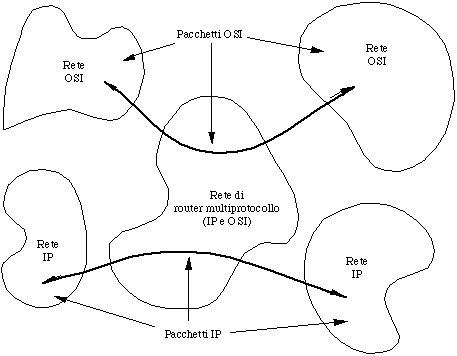 Pacchetti OSI
Rete
OSI
Rete
OSI
Rete di
router multiprotocollo
(IP e OSI)
Rete
IP
Rete
IP
Pacchetti IP